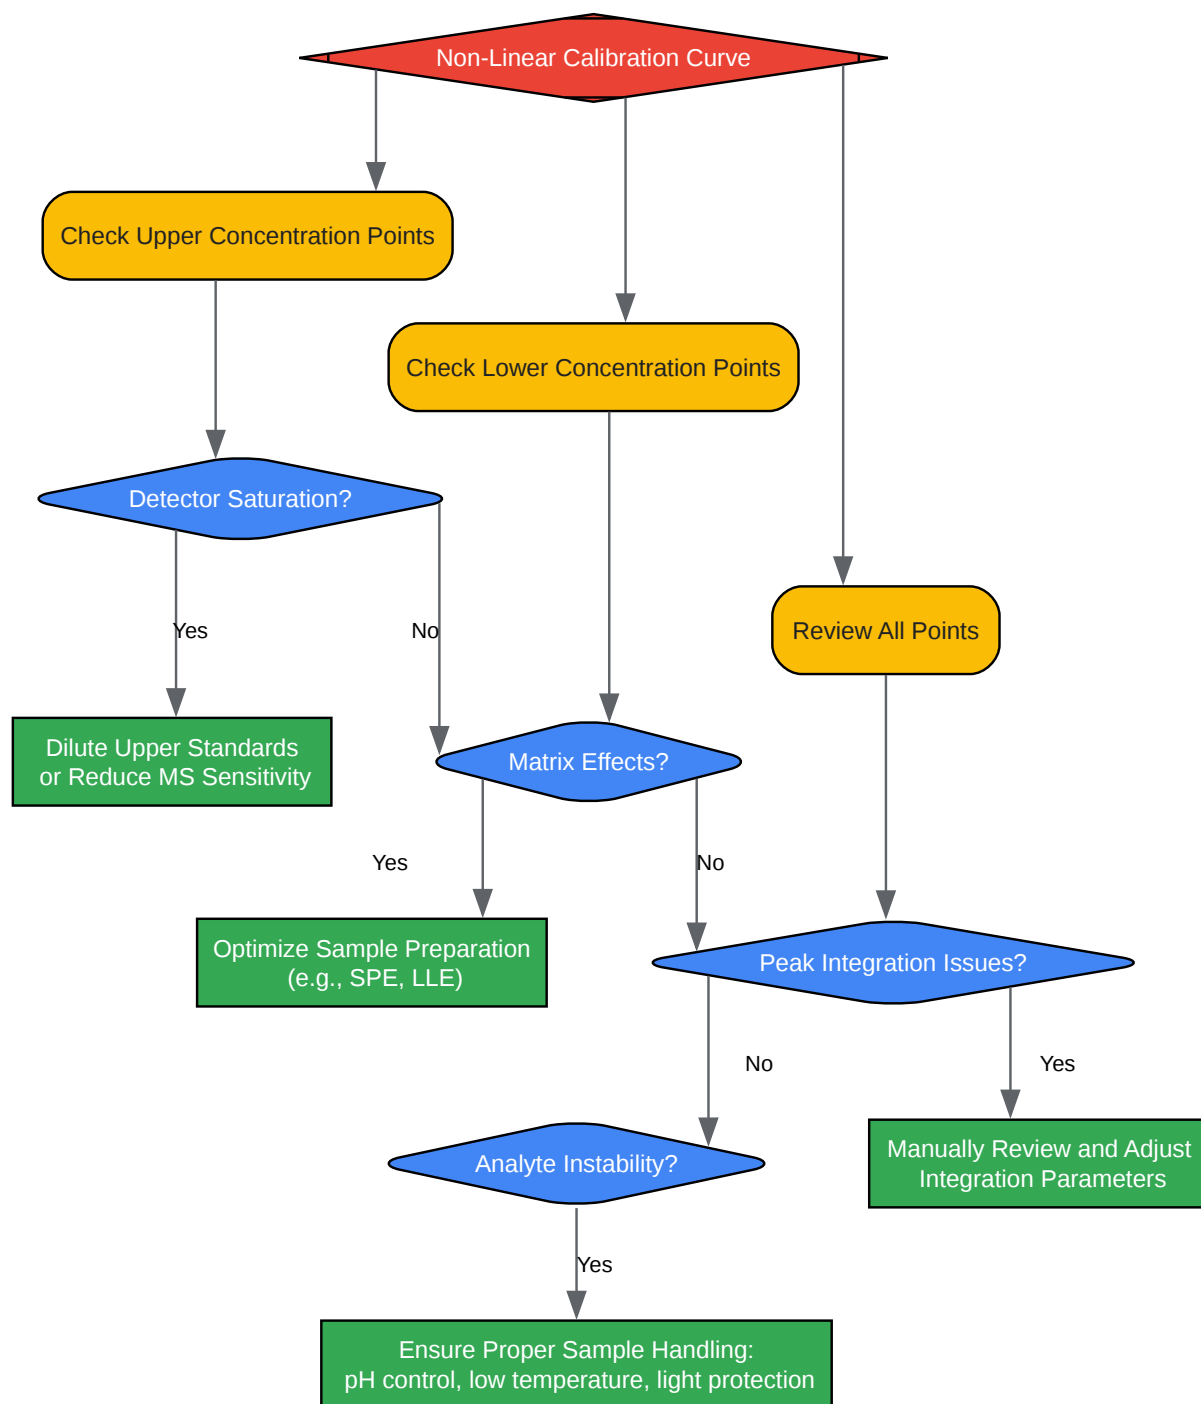 Non-Linear Calibration Curve
Check Upper Concentration Points
Check Lower Concentration Points
Detector Saturation?
Yes
No
Review All Points
Dilute Upper Standards
or Reduce MS Sensitivity
Matrix Effects?
Yes
No
Optimize Sample Preparation
(e.g., SPE, LLE)
Peak Integration Issues?
No
Yes
Manually Review and Adjust
Integration Parameters
Analyte Instability?
Yes
Ensure Proper Sample Handling:
pH control, low temperature, light protection